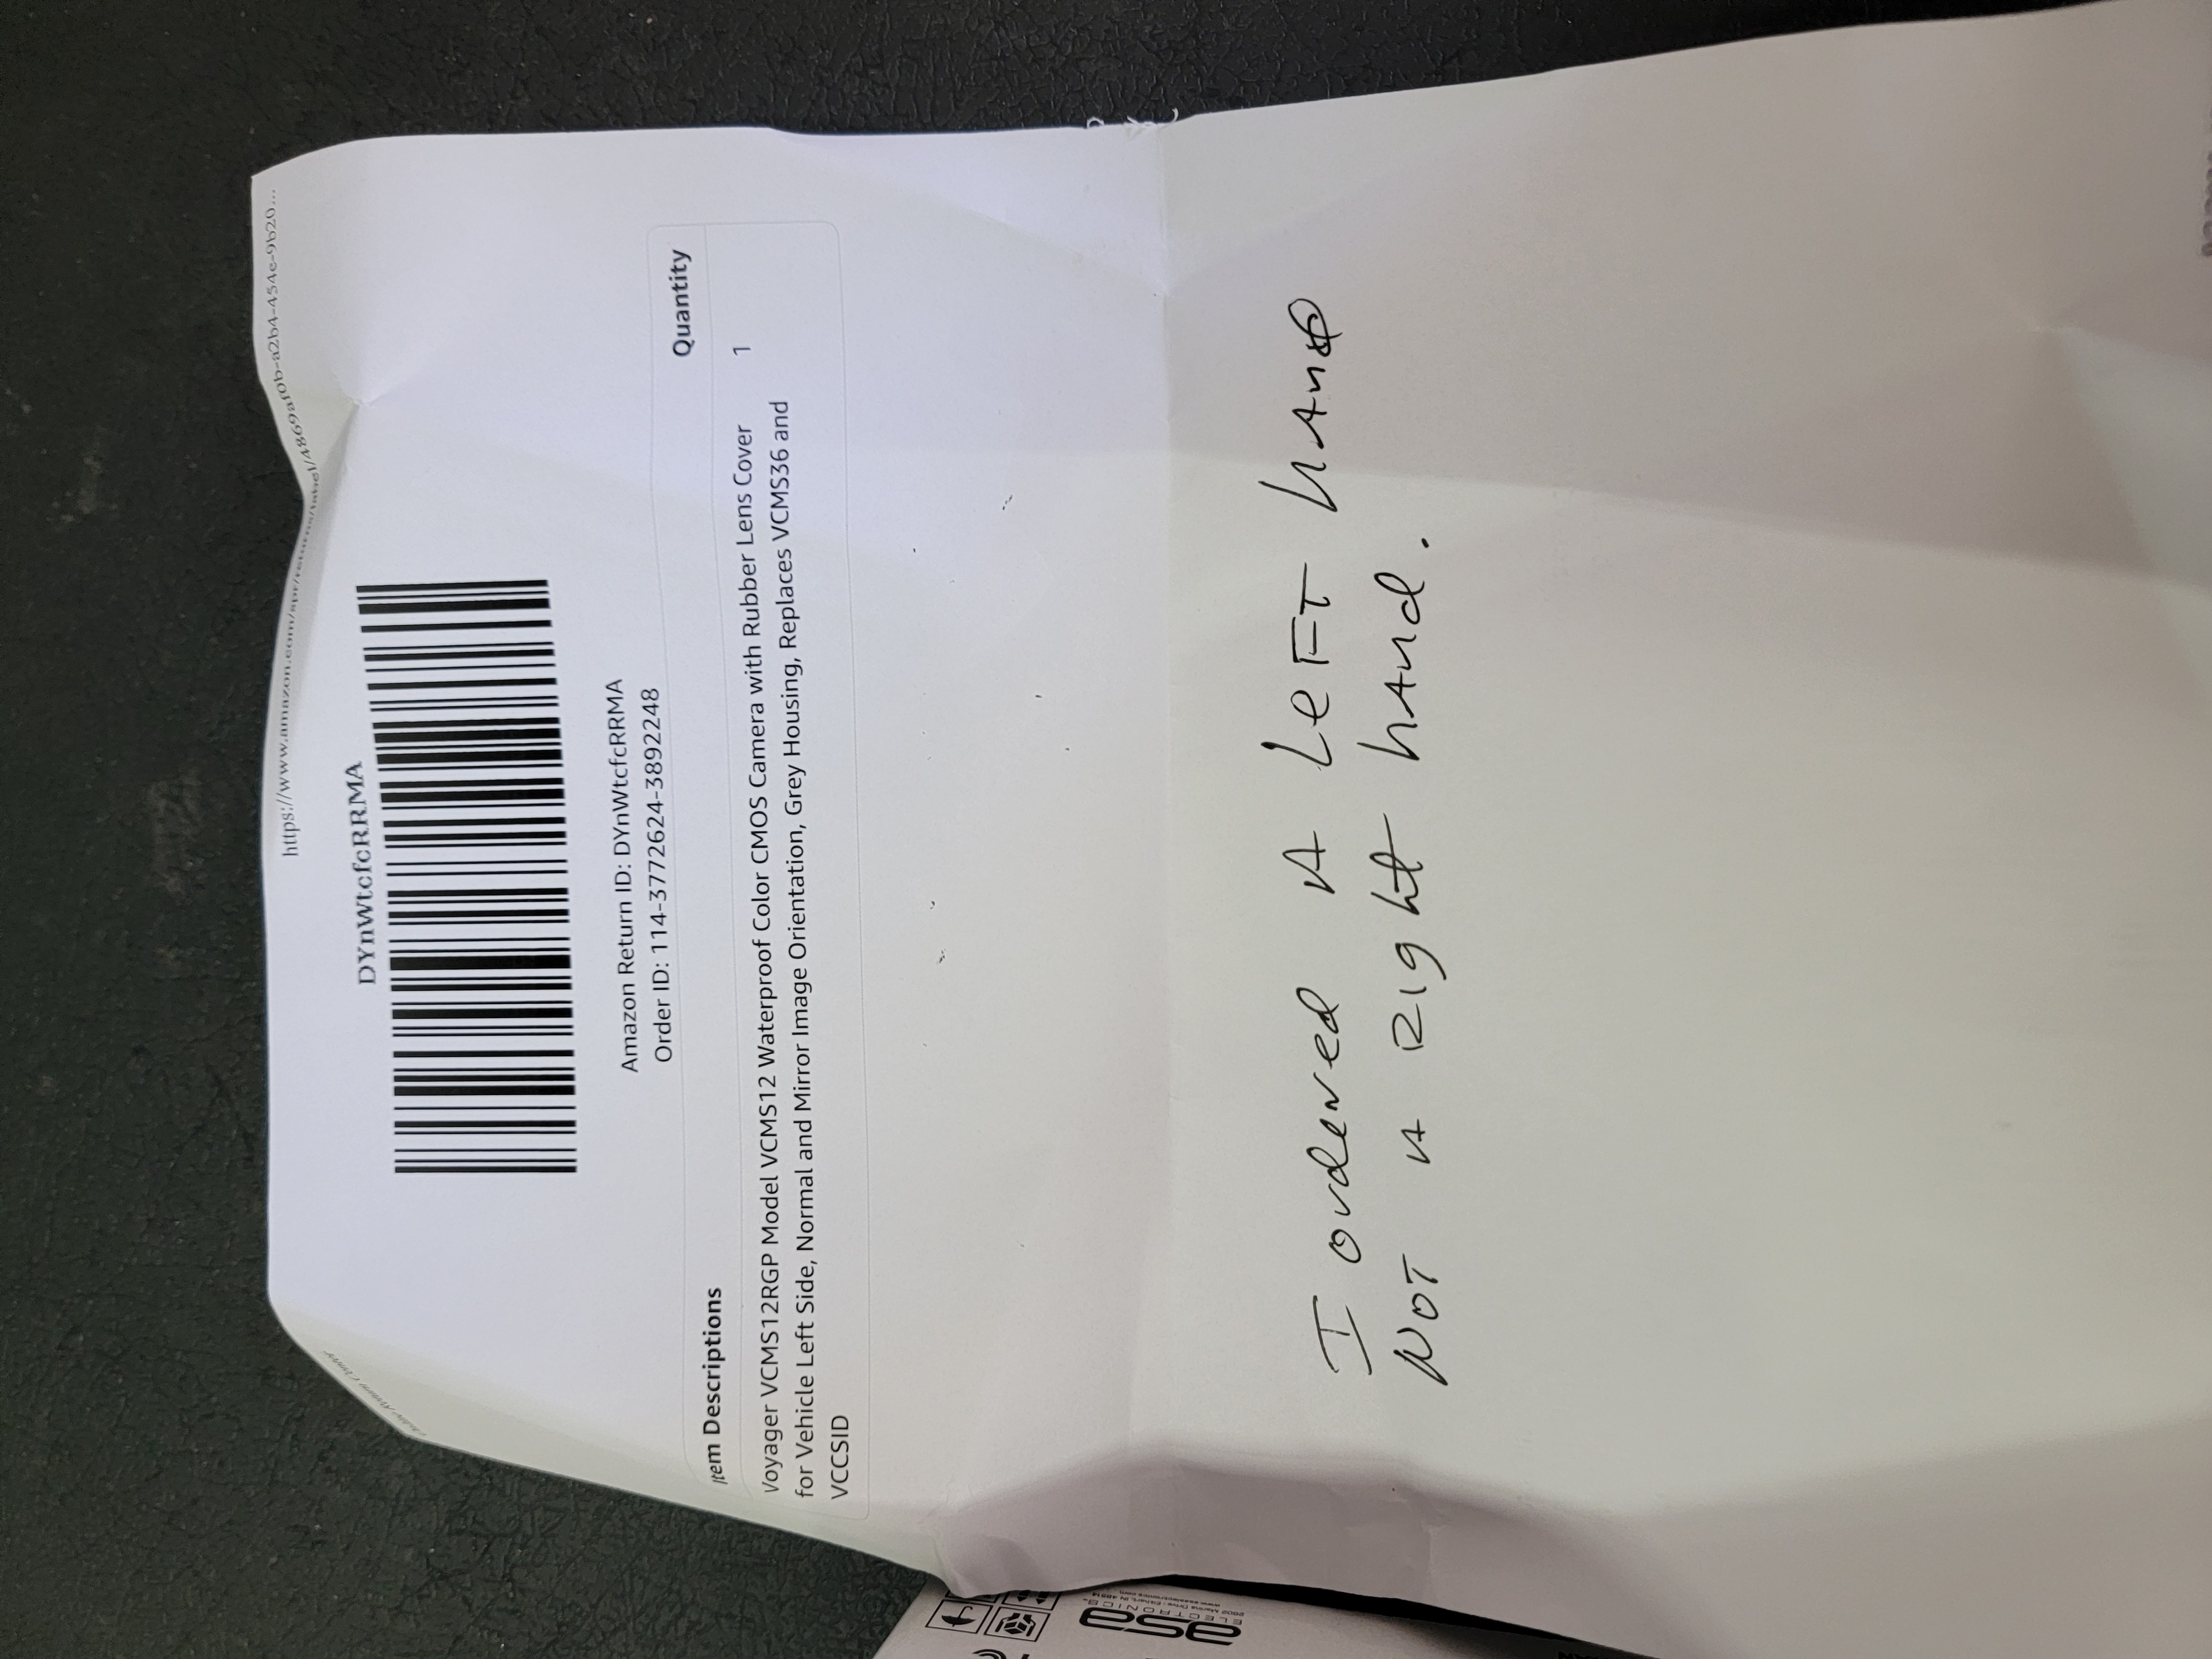 https://www.amazon.com/spr/returns/label/4869af0b-a2b4-454e-9b20...
DYnWtcfcRRMA
Amazon Return ID: DYnWtcfcRRMA
Order ID: 114-3772624-3892248
Item Descriptions Quantity
Voyager VCMS12RGP Model VCMS12 Waterproof Color CMOS Camera with Rubber Lens Cover 1
for Vehicle Left Side, Normal and Mirror Image Orientation, Grey Housing, Replaces VCMS36 and
VCCSID
I ordered A LeFT hand
NOT A Right hand.
asa
ELECTRONICS